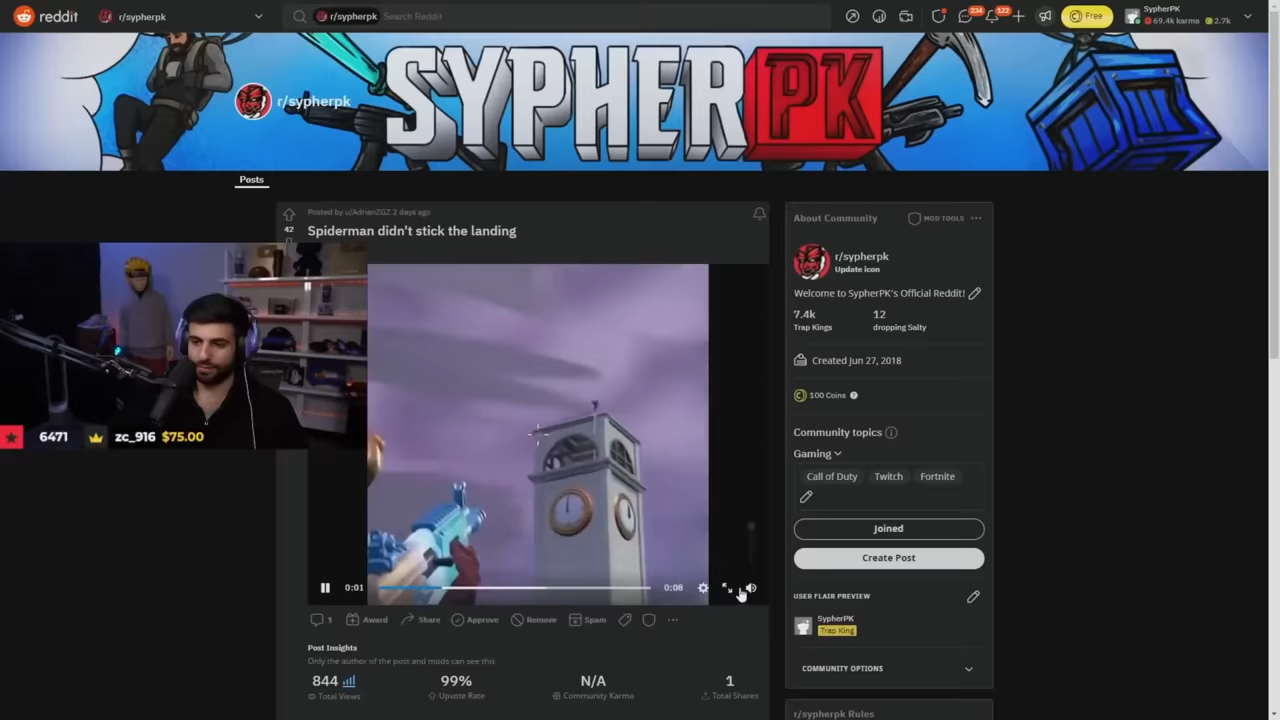 reddit
r/sypherpk
r/sypherpk Search Reddit
234
122
Free
SypherPK
69.4k karma 2.7k
SYPHERPK
r/sypherpk
Posts
Posted by u/AdrianZGZ 2 days ago
42
Spiderman didn't stick the landing
6471 zc_916 $75.00
0:01
0:08
1 Award Share Approve Remove Spam
Post Insights
Only the author of the post and mods can see this
844 99% N/A 1
Total Views Upvote Rate Community Karma Total Shares
About Community MOD TOOLS
r/sypherpk
Update icon
Welcome to SypherPK's Official Reddit!
7.4k 12
Trap Kings dropping Salty
Created Jun 27, 2018
100 Coins
Community topics
Gaming
Call of Duty Twitch Fortnite
Joined
Create Post
USER FLAIR PREVIEW
SypherPK
Trap King
COMMUNITY OPTIONS
r/sypherpk Rules